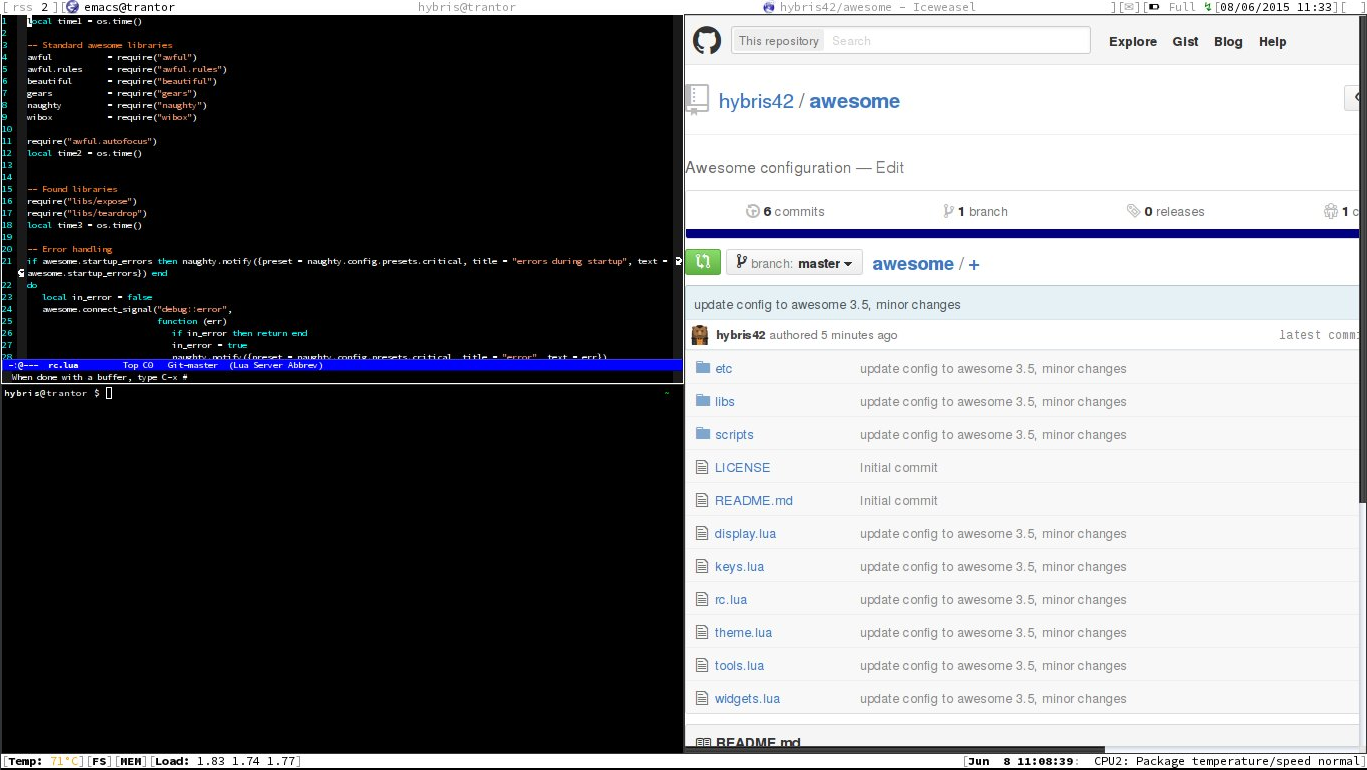 [ rss 2 ][ emacs@trantor hybris@trantor hybris42/awesome - Iceweasel ][ ][ Full ↯[08/06/2015 11:33][ ]
1 local time1 = os.time()
2
3 -- Standard awesome libraries
4 awful = require("awful")
5 awful.rules = require("awful.rules")
6 beautiful = require("beautiful")
7 gears = require("gears")
8 naughty = require("naughty")
9 wibox = require("wibox")
10
11 require("awful.autofocus")
12 local time2 = os.time()
13
14
15 -- Found libraries
16 require("libs/expose")
17 require("libs/teardrop")
18 local time3 = os.time()
19
20 -- Error handling
21 if awesome.startup_errors then naughty.notify({preset = naughty.config.presets.critical, title = "errors during startup", text =
awesome.startup_errors}) end
22 do
23 local in_error = false
24 awesome.connect_signal("debug::error",
25 function (err)
26 if in_error then return end
27 in_error = true
28 naughty.notify({preset = naughty.config.presets.critical, title = "error", text = err})
-:@--- rc.lua Top C0 Git-master (Lua Server Abbrev)
When done with a buffer, type C-x #
hybris@trantor $ ~
This repository Search Explore Gist Blog Help
hybris42 / awesome
Awesome configuration — Edit
6 commits 1 branch 0 releases 1 c
branch: master awesome / +
update config to awesome 3.5, minor changes
hybris42 authored 5 minutes ago latest commi
etc update config to awesome 3.5, minor changes
libs update config to awesome 3.5, minor changes
scripts update config to awesome 3.5, minor changes
LICENSE Initial commit
README.md Initial commit
display.lua update config to awesome 3.5, minor changes
keys.lua update config to awesome 3.5, minor changes
rc.lua update config to awesome 3.5, minor changes
theme.lua update config to awesome 3.5, minor changes
tools.lua update config to awesome 3.5, minor changes
widgets.lua update config to awesome 3.5, minor changes
README.md
[Temp: 71°C][FS][MEM][Load: 1.83 1.74 1.77] [Jun 8 11:08:39: CPU2: Package temperature/speed normal]